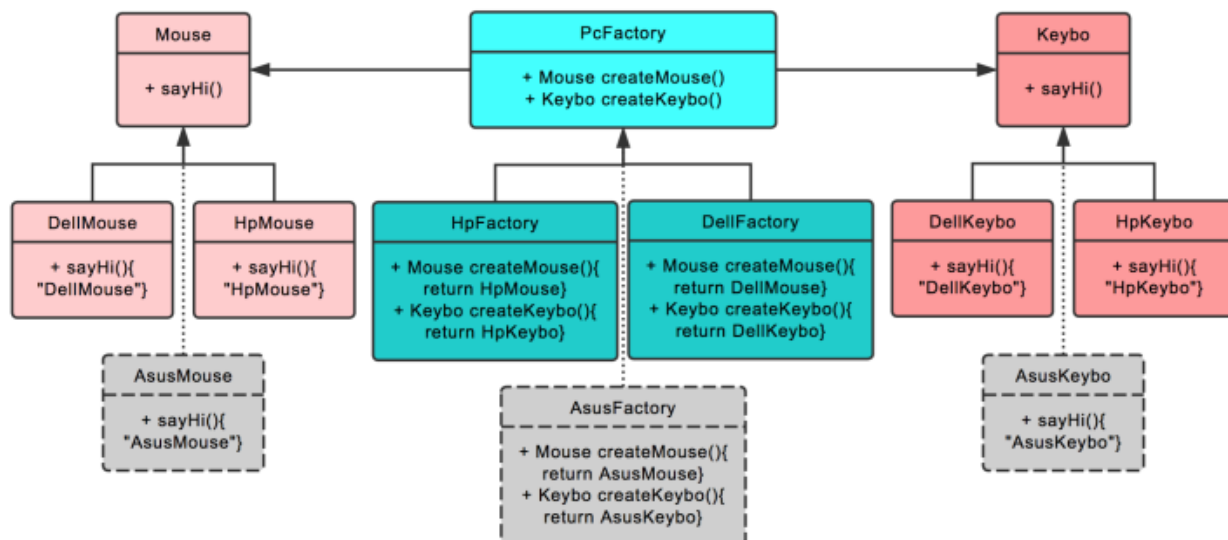 Mouse
+ sayHi()
PcFactory
+ Mouse createMouse()
+ Keybo createKeybo()
Keybo
+ sayHi()
DellMouse
+ sayHi(){
"DellMouse"}
HpMouse
+ sayHi(){
"HpMouse"}
HpFactory
+ Mouse createMouse(){
return HpMouse}
+ Keybo createKeybo(){
return HpKeybo}
DellFactory
+ Mouse createMouse(){
return DellMouse}
+ Keybo createKeybo(){
return DellKeybo}
DellKeybo
+ sayHi(){
"DellKeybo"}
HpKeybo
+ sayHi(){
"HpKeybo"}
AsusMouse
+ sayHi(){
"AsusMouse"}
AsusFactory
+ Mouse createMouse(){
return AsusMouse}
+ Keybo createKeybo(){
return AsusKeybo}
AsusKeybo
+ sayHi(){
"AsusKeybo"}